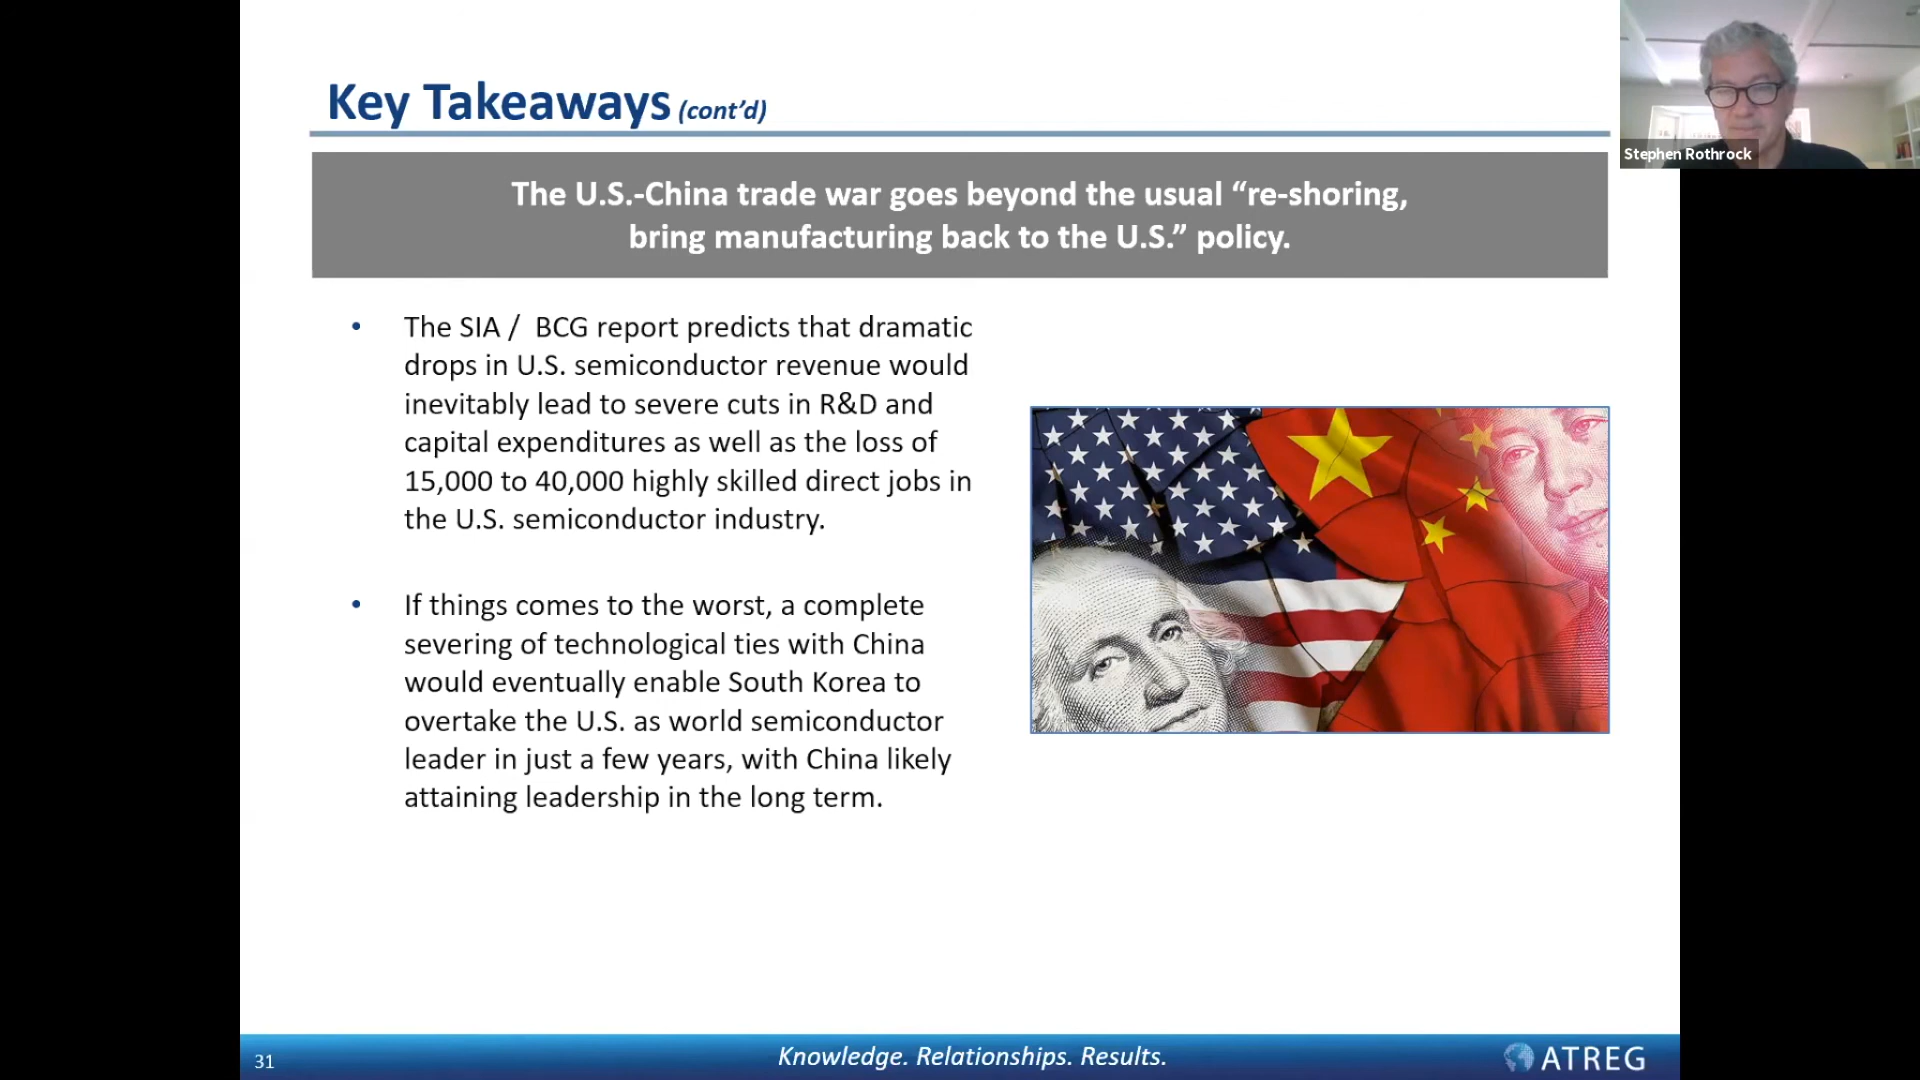 Key Takeaways (cont’d)
Stephen Rothrock
The U.S.-China trade war goes beyond the usual “re-shoring,
bring manufacturing back to the U.S.” policy.
• The SIA / BCG report predicts that dramatic
drops in U.S. semiconductor revenue would
inevitably lead to severe cuts in R&D and
capital expenditures as well as the loss of
15,000 to 40,000 highly skilled direct jobs in
the U.S. semiconductor industry.
• If things comes to the worst, a complete
severing of technological ties with China
would eventually enable South Korea to
overtake the U.S. as world semiconductor
leader in just a few years, with China likely
attaining leadership in the long term.
31
Knowledge. Relationships. Results.
ATREG